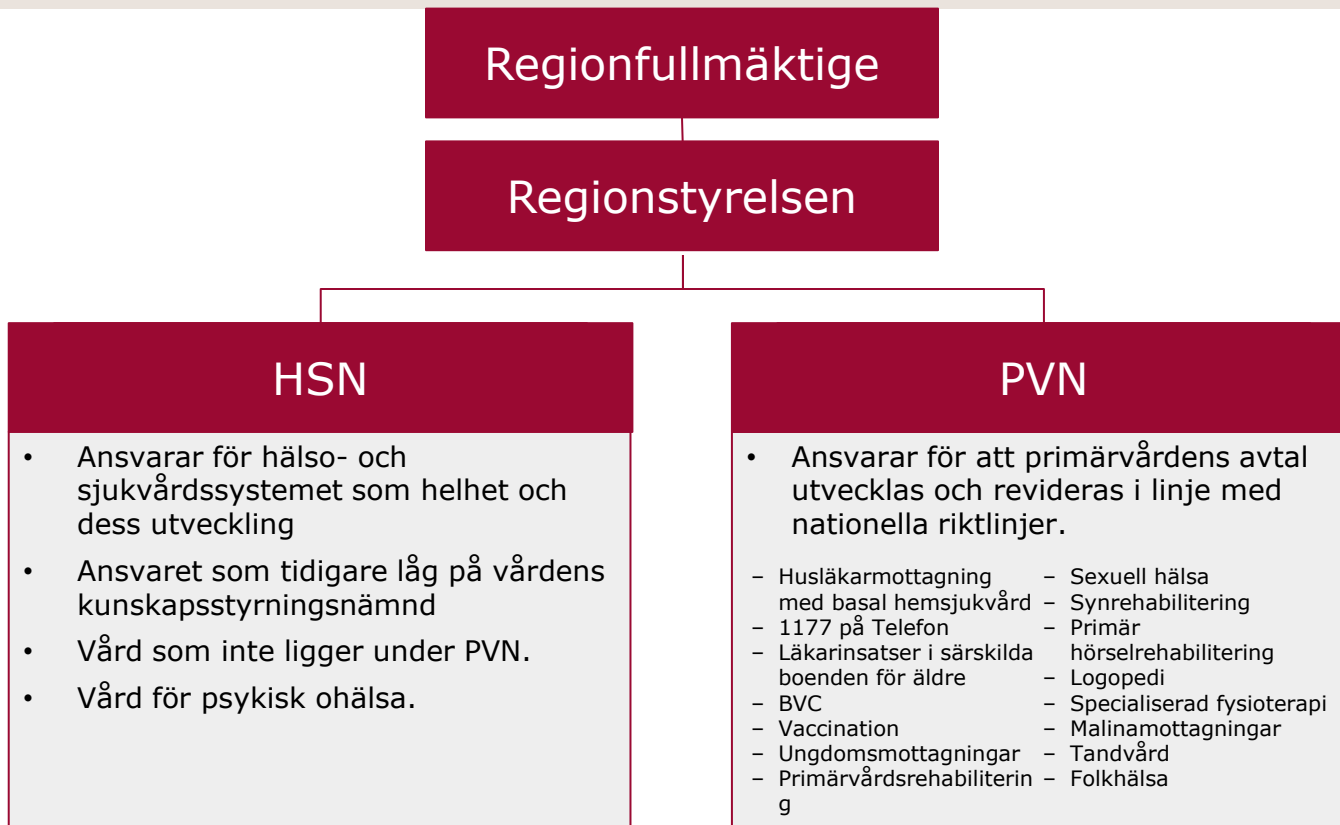 Regionfullmäktige
Regionstyrelsen
HSN
• Ansvarar för hälso- och
sjukvårdssystemet som helhet och
dess utveckling
• Ansvaret som tidigare låg på vårdens
kunskapsstyrningsnämnd
• Vård som inte ligger under PVN.
• Vård för psykisk ohälsa.
PVN
• Ansvarar för att primärvårdens avtal
utvecklas och revideras i linje med
nationella riktlinjer.
– Husläkarmottagning
med basal hemsjukvård
– 1177 på Telefon
– Läkarinsatser i särskilda
boenden för äldre
– BVC
– Vaccination
– Ungdomsmottagningar
– Primärvårdsrehabiliterin
g
– Sexuell hälsa
– Synrehabilitering
– Primär
hörselrehabilitering
– Logopedi
– Specialiserad fysioterapi
– Malinamottagningar
– Tandvård
– Folkhälsa